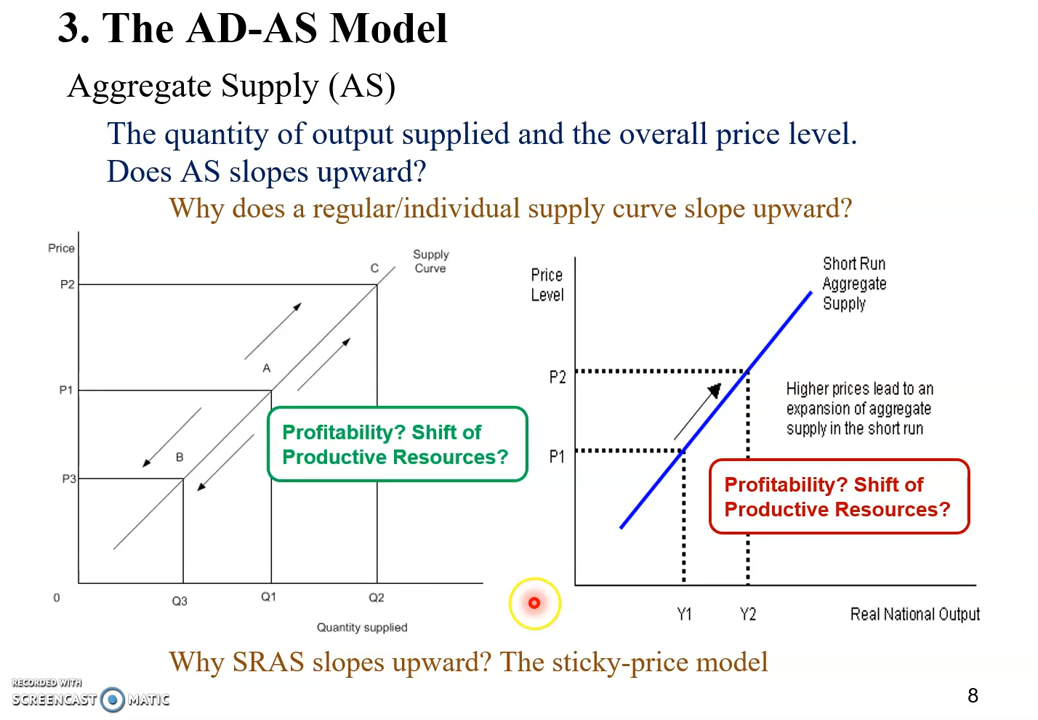 3. The AD-AS Model
Aggregate Supply (AS)
The quantity of output supplied and the overall price level.
Does AS slopes upward?
Why does a regular/individual supply curve slope upward?
Price
P2
P1
P3
0
C
A
B
Supply
Curve
Profitability? Shift of
Productive Resources?
Q3
Q1
Q2
Quantity supplied
Price
Level
P2
P1
Short Run
Aggregate
Supply
Higher prices lead to an
expansion of aggregate
supply in the short run
Profitability? Shift of
Productive Resources?
Y1
Y2
Real National Output
Why SRAS slopes upward? The sticky-price model
RECORDED WITH
SCREENCAST MATIC
8